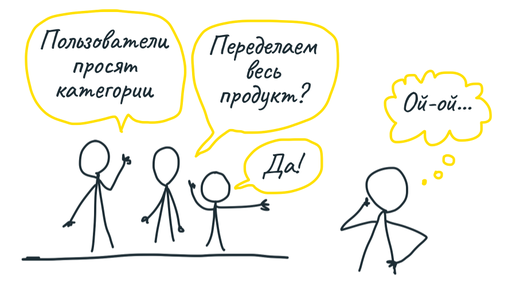 Пользователи
просят
категории
Переделаем
весь
продукт?
Да!
Ой-ой...